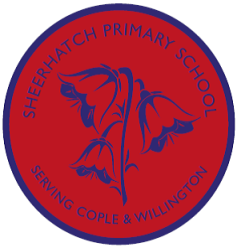 SHEERHATCH PRIMARY SCHOOL
SERVING COPLE & WILLINGTON